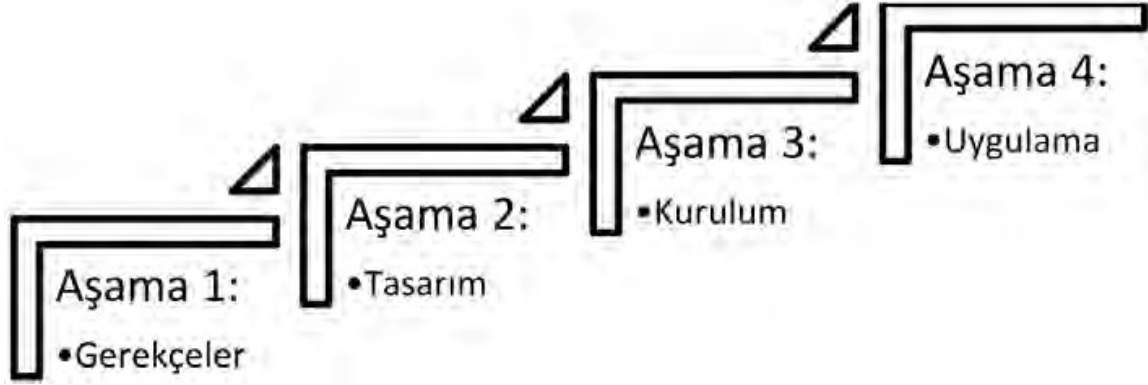 Aşama 1:
•Gerekçeler
Aşama 2:
•Tasarım
Aşama 3:
•Kurulum
Aşama 4:
•Uygulama